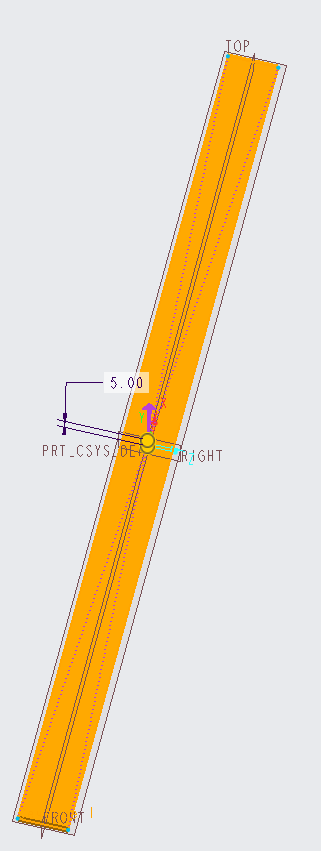 TOP
5.00
PRT_CSYS_DEF
RIGHT
FRONT